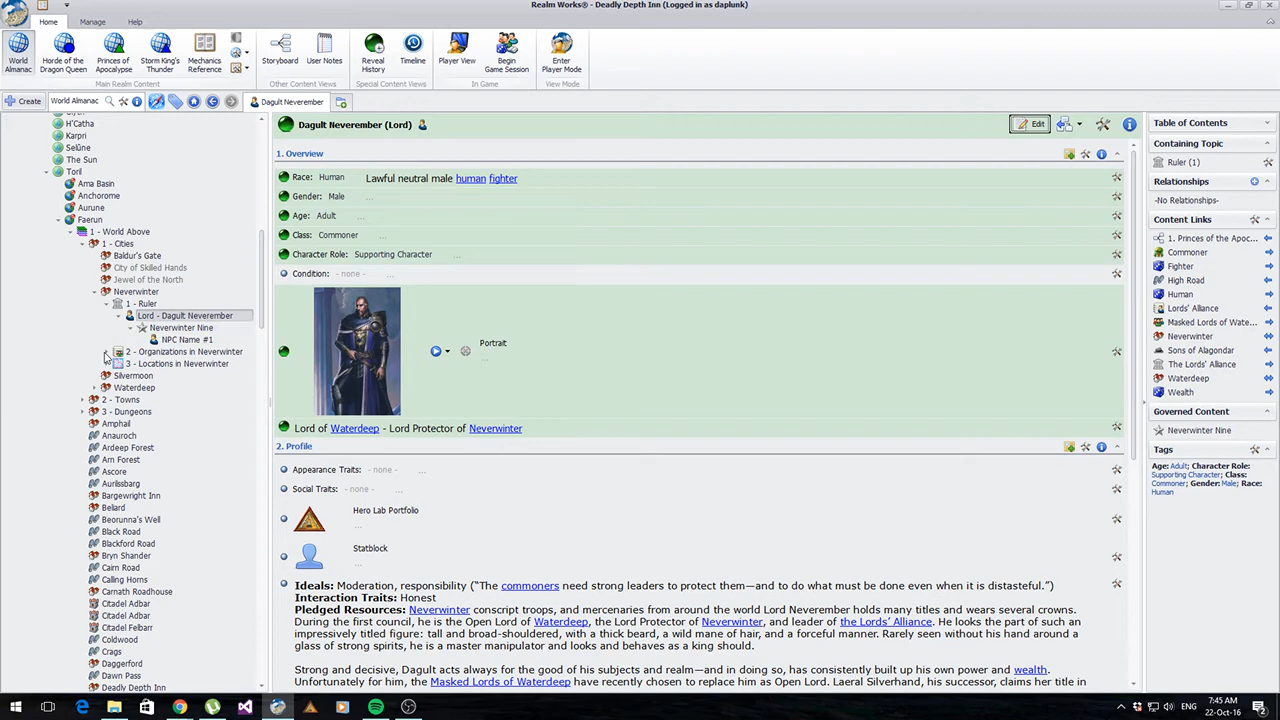 Realm Works® - Deadly Depth Inn (Logged in as daplunk)
Home
Manage
Help
World Almanac
Horde of the Dragon Queen
Princes of Apocalypse
Storm King's Thunder
Mechanics Reference
Storyboard
User Notes
Reveal History
Timeline
Player View
Begin Game Session
Enter Player Mode
Main Realm Content
Other Content Views
Special Content Views
In Game
View Mode
Create
World Almanac
Dagult Neverember
H'Catha
Karpri
Selûne
The Sun
Toril
Ama Basin
Anchorome
Aurune
Faerun
1 - World Above
1 - Cities
Baldur's Gate
City of Skilled Hands
Jewel of the North
Neverwinter
1 - Ruler
Lord - Dagult Neverember
Neverwinter Nine
NPC Name #1
2 - Organizations in Neverwinter
3 - Locations in Neverwinter
Silvermoon
Waterdeep
2 - Towns
3 - Dungeons
Amphail
Anauroch
Ardeep Forest
Arn Forest
Ascore
Aurilssbarg
Bargewright Inn
Beliard
Beorunna's Well
Black Road
Blackford Road
Bryn Shander
Cairn Road
Calling Horns
Carnath Roadhouse
Citadel Adbar
Citadel Adbar
Citadel Felbarr
Coldwood
Crags
Daggerford
Dawn Pass
Deadly Depth Inn
Dagult Neverember (Lord)
Edit
1. Overview
Race: Human Lawful neutral male human fighter
Gender: Male ...
Age: Adult ...
Class: Commoner ...
Character Role: Supporting Character ...
Condition: - none - ...
Portrait
...
Lord of Waterdeep - Lord Protector of Neverwinter
2. Profile
Appearance Traits: - none - ...
Social Traits: - none - ...
Hero Lab Portfolio
...
Statblock
...
Ideals: Moderation, responsibility (“The commoners need strong leaders to protect them—and to do what must be done even when it is distasteful.”)
Interaction Traits: Honest
Pledged Resources: Neverwinter conscript troops, and mercenaries from around the world Lord Neverember holds many titles and wears several crowns.
During the first council, he is the Open Lord of Waterdeep, the Lord Protector of Neverwinter, and leader of the Lords' Alliance. He looks the part of such an
impressively titled figure: tall and broad-shouldered, with a thick beard, a wild mane of hair, and a forceful manner. Rarely seen without his hand around a
glass of strong spirits, he is a master manipulator and looks and behaves as a king should.
Strong and decisive, Dagult acts always for the good of his subjects and realm—and in doing so, has consistently built up his own power and wealth.
Unfortunately for him, the Masked Lords of Waterdeep have recently chosen to replace him as Open Lord. Laeral Silverhand, his successor, claims her title in
Table of Contents
Containing Topic
Ruler (1)
Relationships
-No Relationships-
Content Links
1. Princes of the Apoc...
Commoner
Fighter
High Road
Human
Lords' Alliance
Masked Lords of Wate...
Neverwinter
Sons of Alagondar
The Lords' Alliance
Waterdeep
Wealth
Governed Content
Neverwinter Nine
Tags
Age: Adult; Character Role: Supporting Character; Class: Commoner; Gender: Male; Race: Human
7:45 AM
22-Oct-16